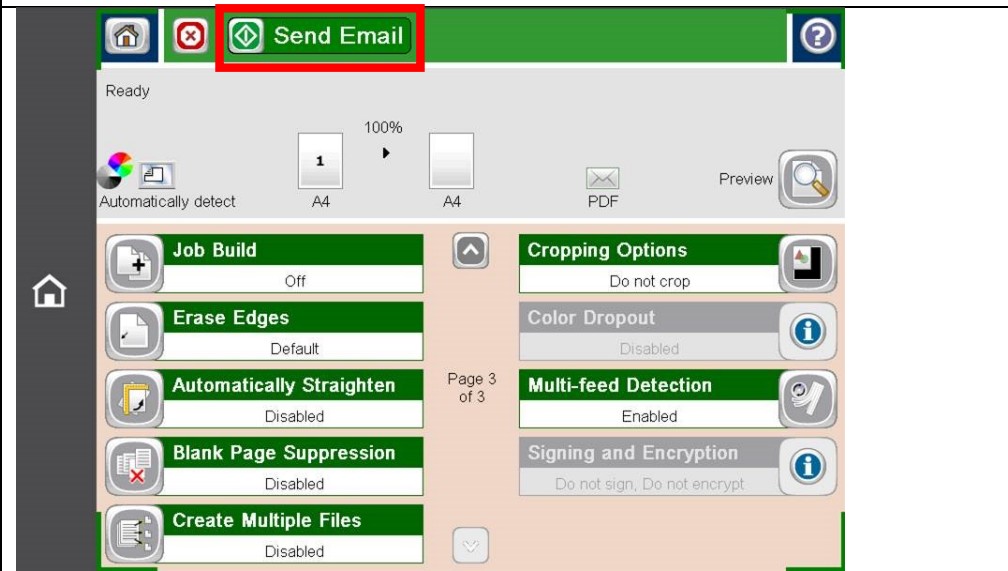 Send Email
?
Ready
100%
1
Automatically detect
A4
A4
PDF
Preview
Job Build
Off
Erase Edges
Default
Automatically Straighten
Disabled
Blank Page Suppression
Disabled
Create Multiple Files
Disabled
Page 3
of 3
Cropping Options
Do not crop
Color Dropout
Disabled
Multi-feed Detection
Enabled
Signing and Encryption
Do not sign, Do not encrypt